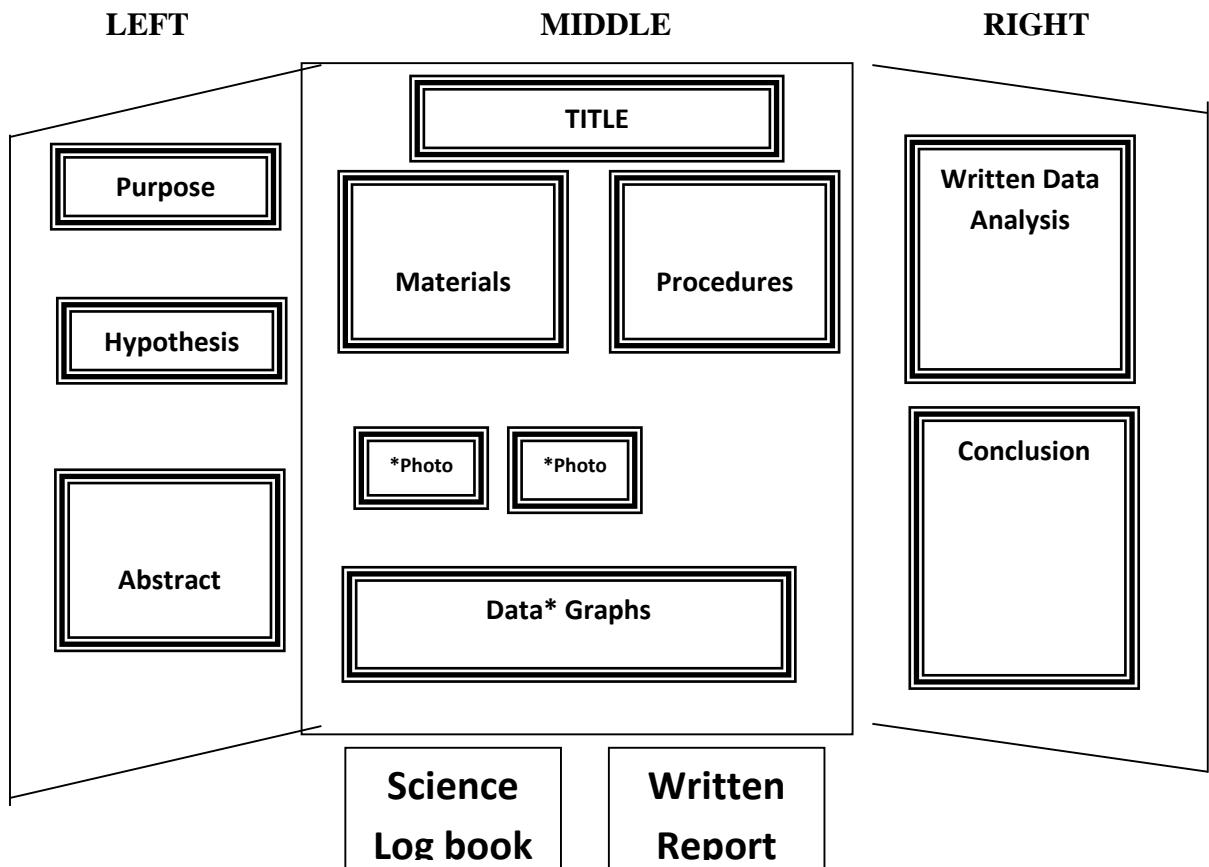 LEFT MIDDLE RIGHT
TITLE
Purpose
Hypothesis
Abstract
Materials
Procedures
*Photo
*Photo
Data* Graphs
Written Data
Analysis
Conclusion
Science
Log book
Written
Report